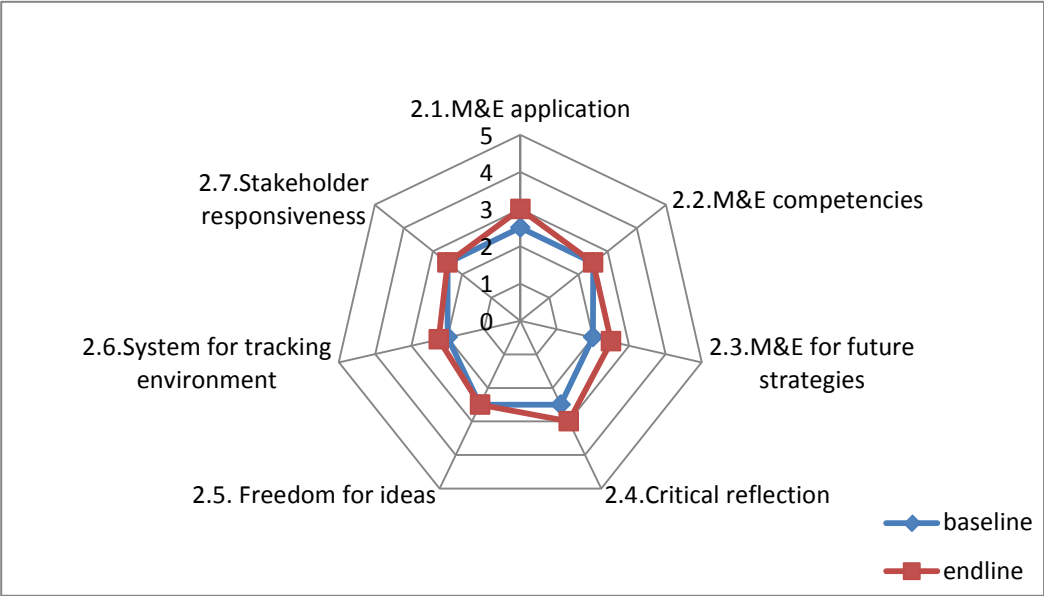 2.1.M&E application
5
4
3
2
1
0
2.2.M&E competencies
2.3.M&E for future
strategies
2.4.Critical reflection
2.5. Freedom for ideas
2.6.System for tracking
environment
2.7.Stakeholder
responsiveness
baseline
endline